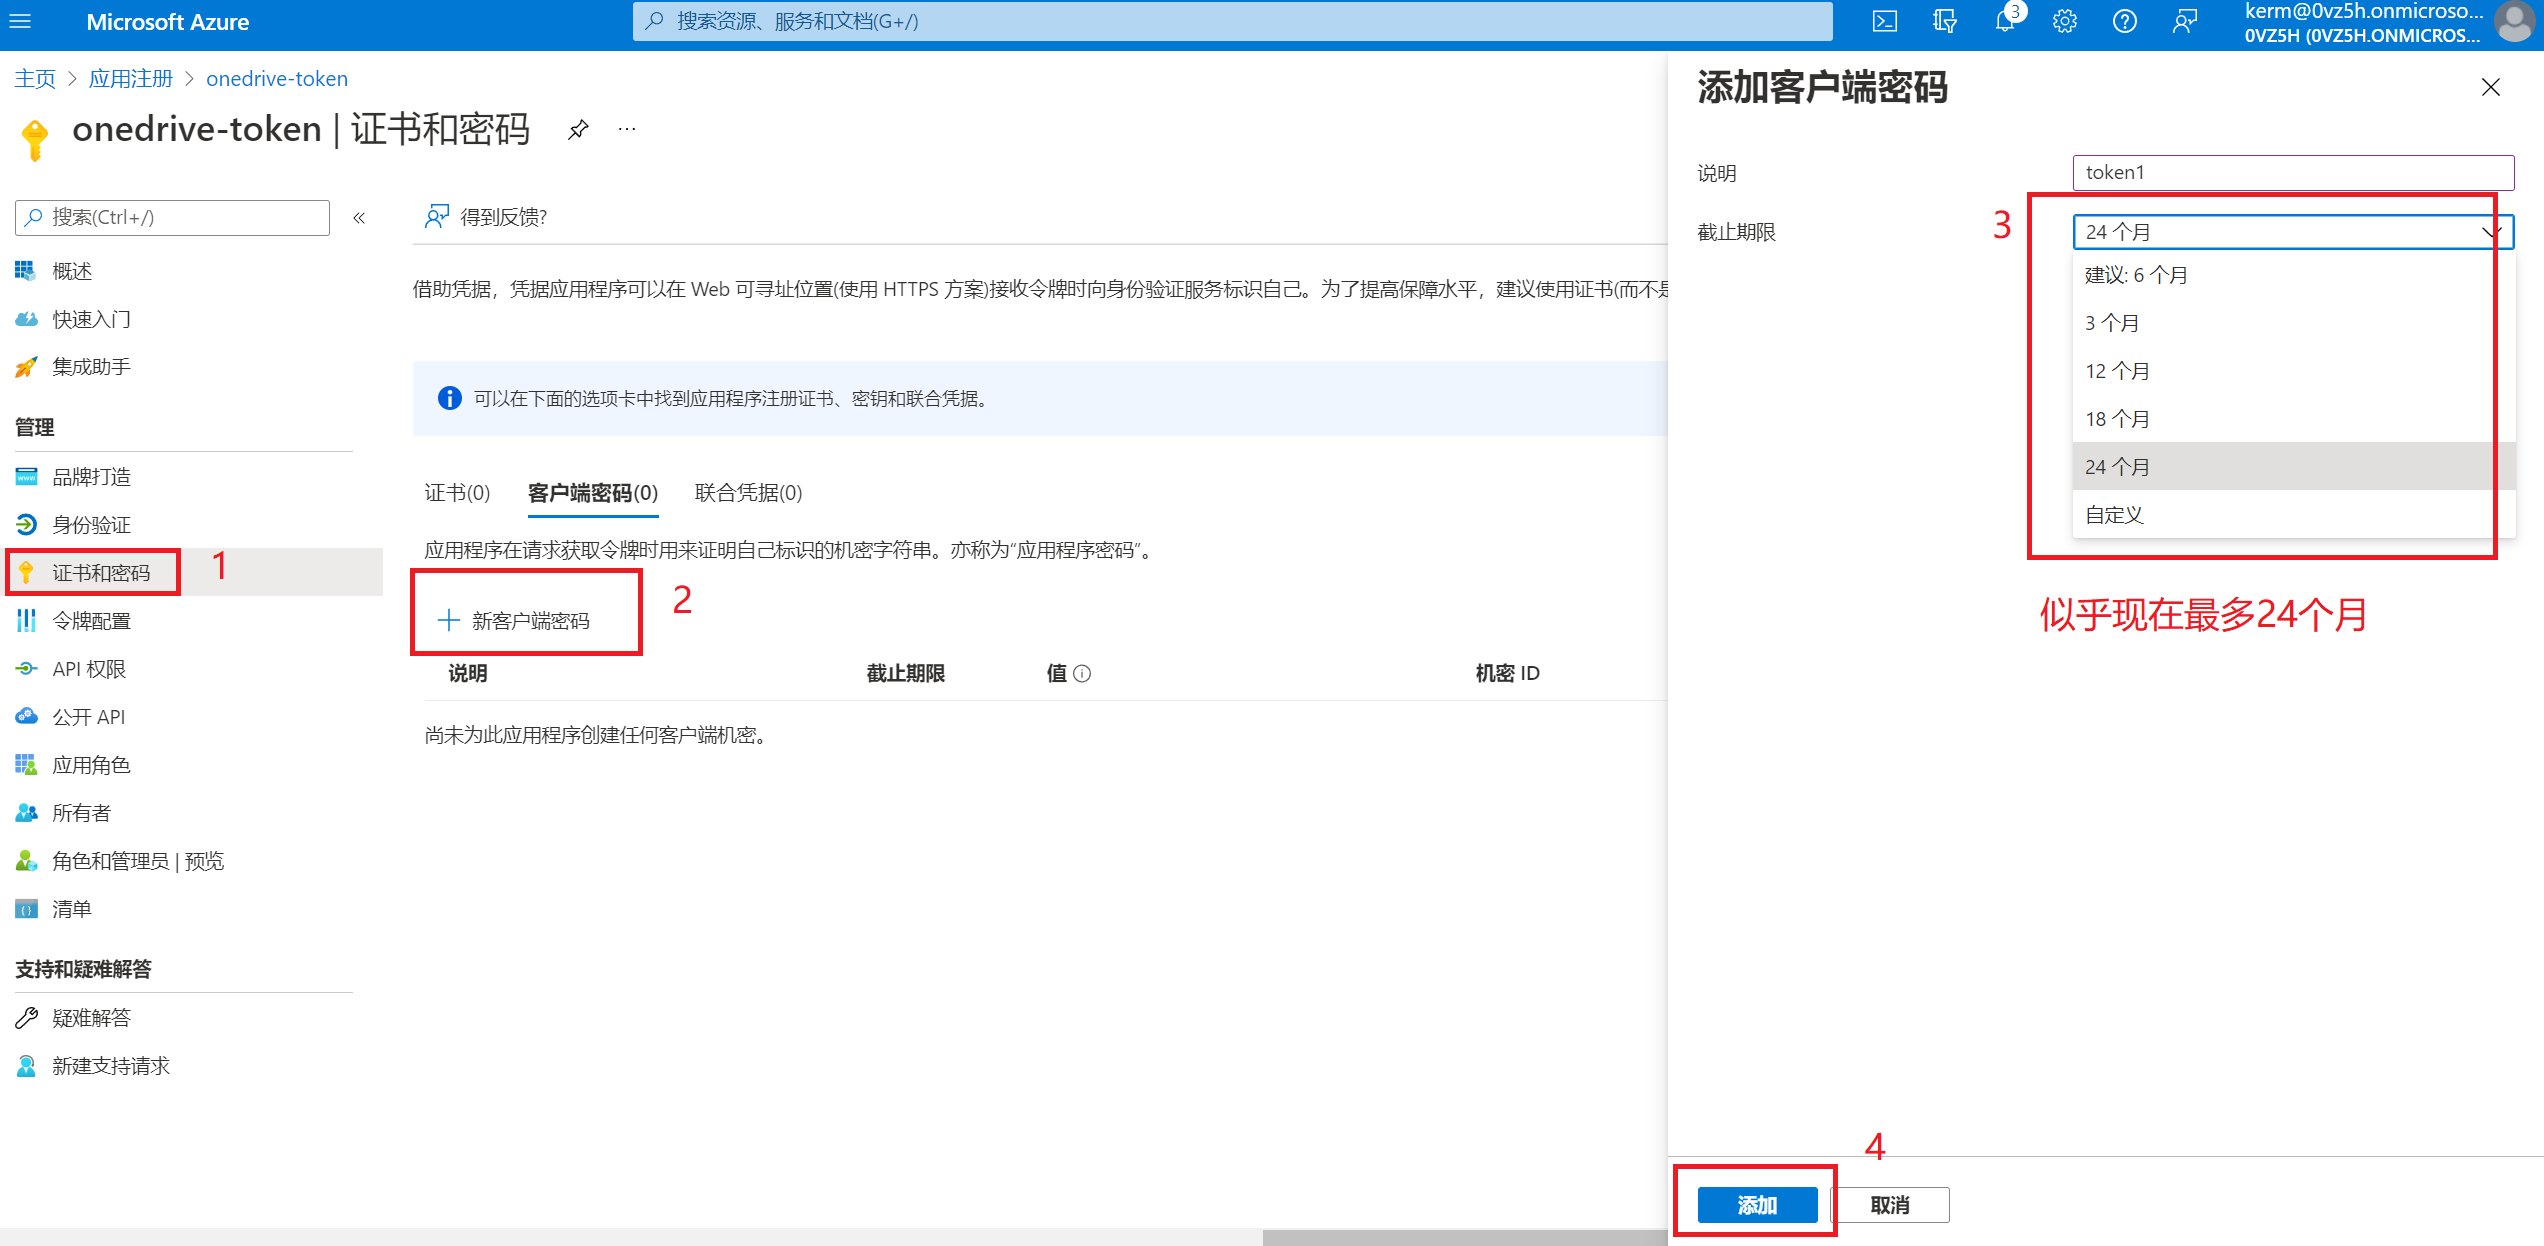 Microsoft Azure
搜索资源、服务和文档(G+/)
3
kerm@0vz5h.onmicroso...
0VZ5H (0VZ5H.ONMICROS...
主页 > 应用注册 > onedrive-token
onedrive-token | 证书和密码
...
搜索(Ctrl+/)
«
概述
快速入门
集成助手
管理
品牌打造
身份验证
证书和密码
1
令牌配置
API 权限
公开 API
应用角色
所有者
角色和管理员 | 预览
清单
支持和疑难解答
疑难解答
新建支持请求
得到反馈?
借助凭据，凭据应用程序可以在 Web 可寻址位置(使用 HTTPS 方案)接收令牌时向身份验证服务标识自己。为了提高保障水平，建议使用证书(而不是
可以在下面的选项卡中找到应用程序注册证书、密钥和联合凭据。
证书(0) 客户端密码(0) 联合凭据(0)
应用程序在请求获取令牌时用来证明自己标识的机密字符串。亦称为“应用程序密码”。
新客户端密码
2
说明 截止期限 值 机密 ID
尚未为此应用程序创建任何客户端机密。
添加客户端密码
说明
token1
截止期限
3
24 个月
建议: 6 个月
3 个月
12 个月
18 个月
24 个月
自定义
似乎现在最多24个月
4
添加
取消